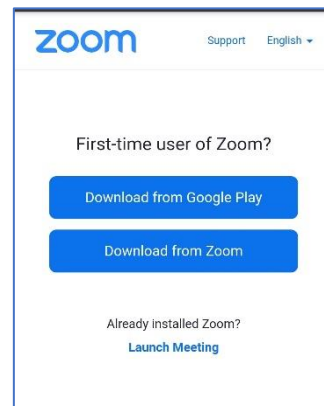 zoom
Support English
First-time user of Zoom?
Download from Google Play
Download from Zoom
Already installed Zoom?
Launch Meeting